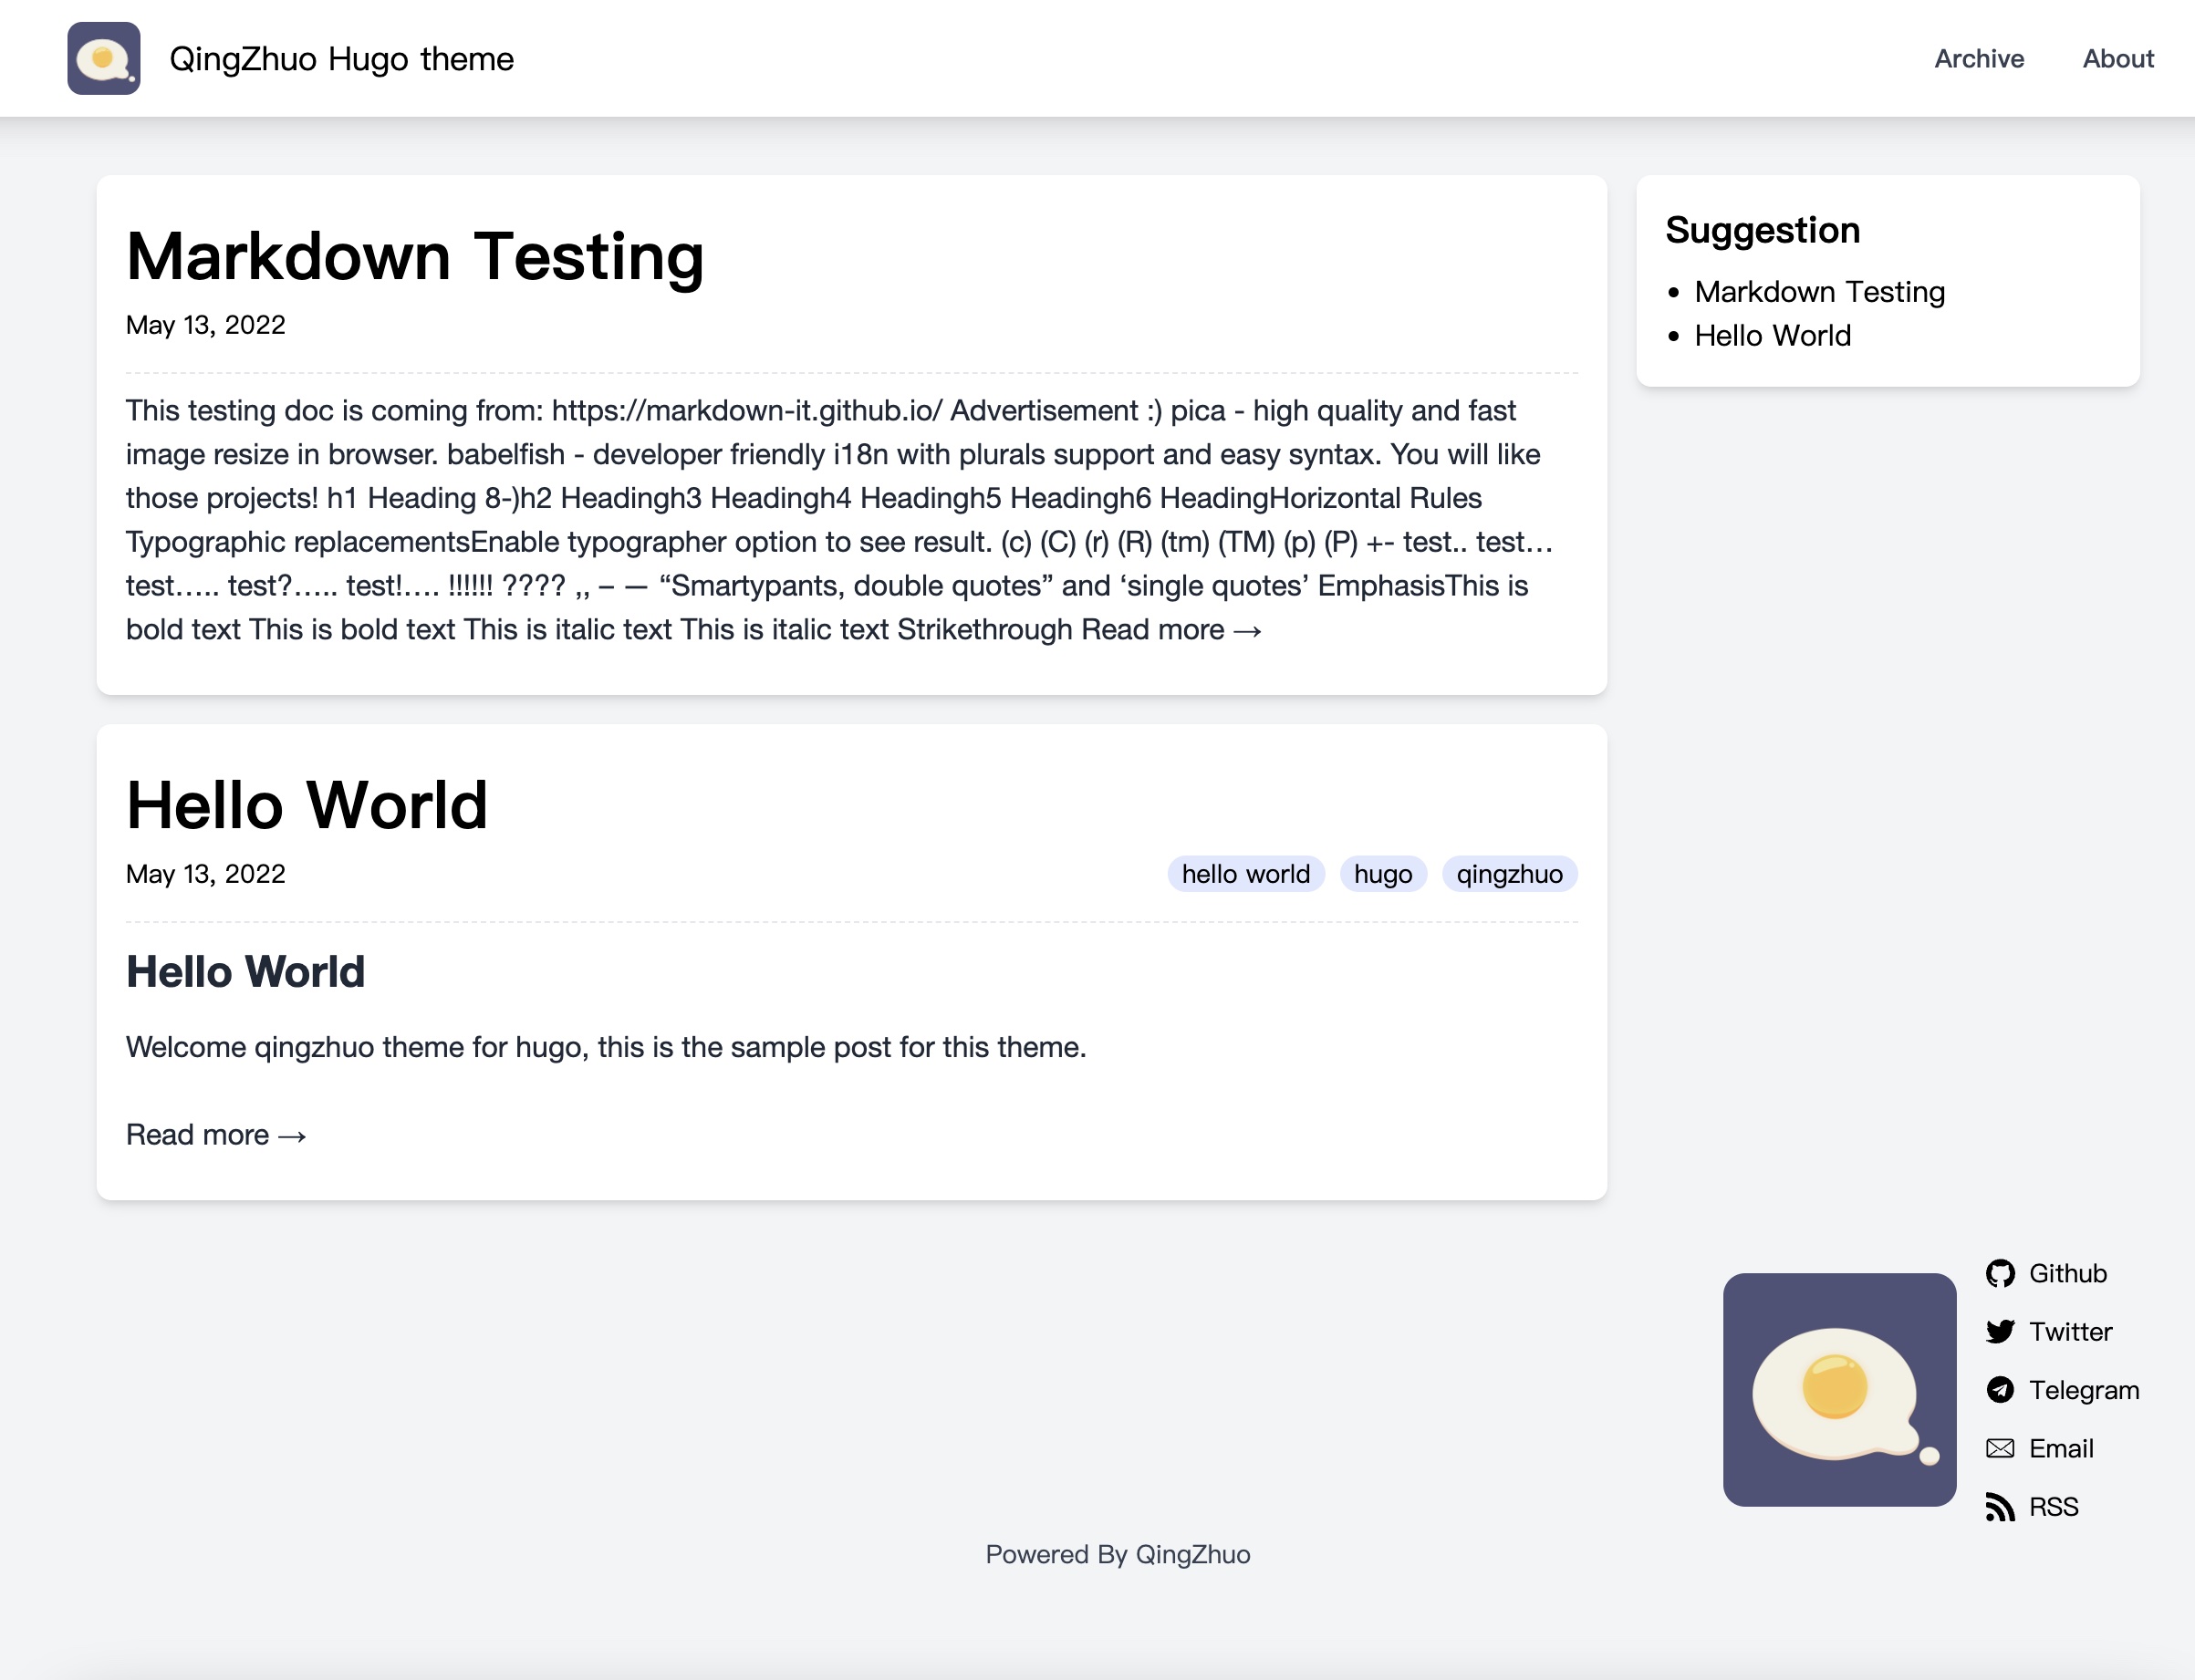 QingZhuo Hugo theme
Archive
About
Markdown Testing
May 13, 2022
This testing doc is coming from: https://markdown-it.github.io/ Advertisement :) pica - high quality and fast
image resize in browser. babelfish - developer friendly i18n with plurals support and easy syntax. You will like
those projects! h1 Heading 8-)h2 Headingh3 Headingh4 Headingh5 Headingh6 HeadingHorizontal Rules
Typographic replacementsEnable typographer option to see result. (c) (C) (r) (R) (tm) (TM) (p) (P) +- test.. test…
test….. test?….. test!…. !!!!!! ???? ,, – — “Smartypants, double quotes” and ‘single quotes’ EmphasisThis is
bold text This is bold text This is italic text This is italic text Strikethrough Read more →
Suggestion
• Markdown Testing
• Hello World
Hello World
May 13, 2022
hello world
hugo
qingzhuo
Hello World
Welcome qingzhuo theme for hugo, this is the sample post for this theme.
Read more →
Github
Twitter
Telegram
Email
RSS
Powered By QingZhuo